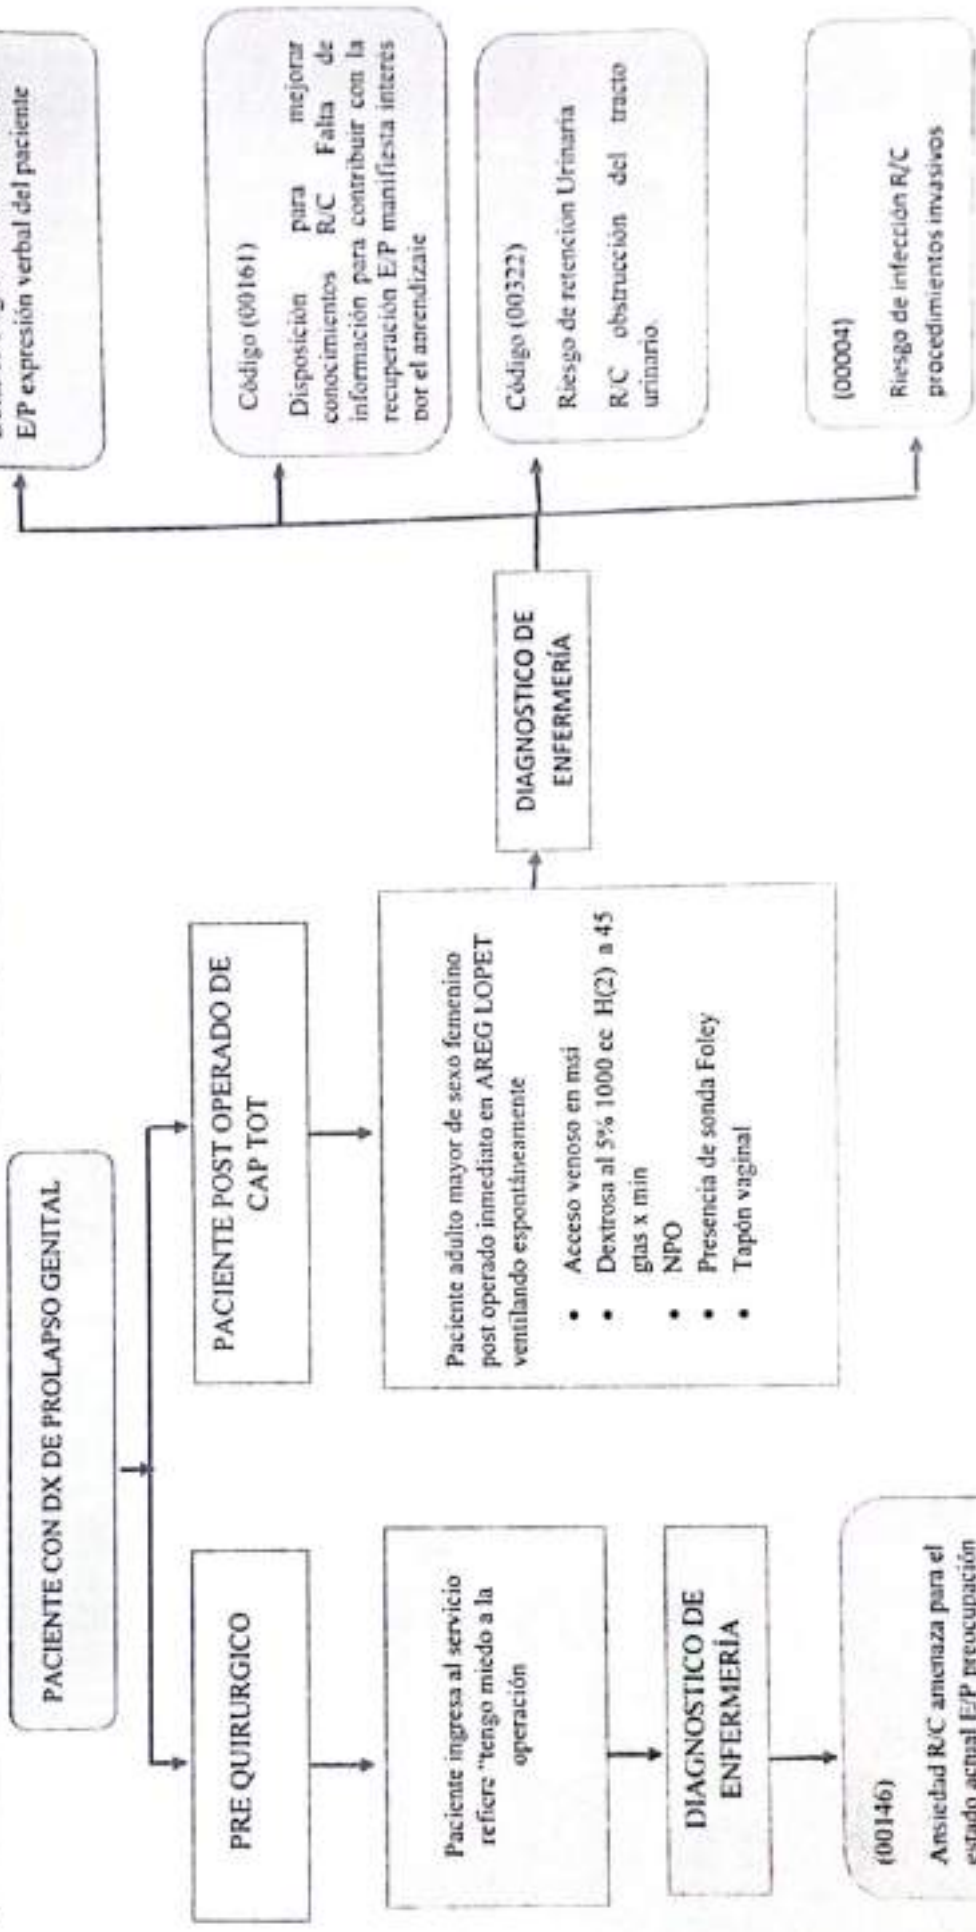 PACIENTE CON DX DE PROLAPSO GENITAL
PRE QUIRURGICO
Paciente ingresa al servicio
refiere "tengo miedo a la
operación
DIAGNOSTICO DE
ENFERMERÍA
(00146)
Ansiedad R/C amenaza para el
estado actual E/P preocupación
PACIENTE POST OPERADO DE
CAP TOT
Paciente adulto mayor de sexo femenino
post operado inmediato en AREG LOPET
ventilando espontáneamente
• Acceso venoso en msi
• Dextrosa al 5% 1000 cc H(2) a 45
gtas x min
• NPO
• Presencia de sonda Foley
• Tapón vaginal
DIAGNOSTICO DE
ENFERMERÍA
E/P expresión verbal del paciente
Código (00161)
Disposición para mejorar
conocimientos R/C Falta de
información para contribuir con la
recuperación E/P manifiesta interés
por el aprendizaje
Código (00322)
Riesgo de retencion Urinaria
R/C obstrucción del tracto
urinario.
(00004)
Riesgo de infección R/C
procedimientos invasivos